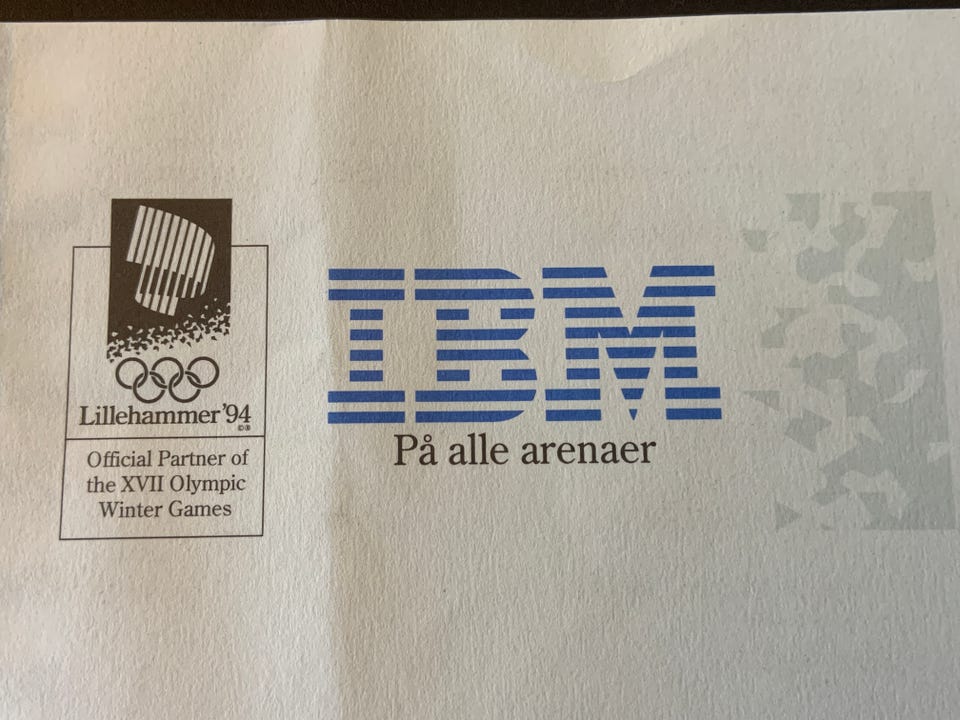 Lillehammer'94
©®
Official Partner of
the XVII Olympic
Winter Games
IBM
På alle arenaer